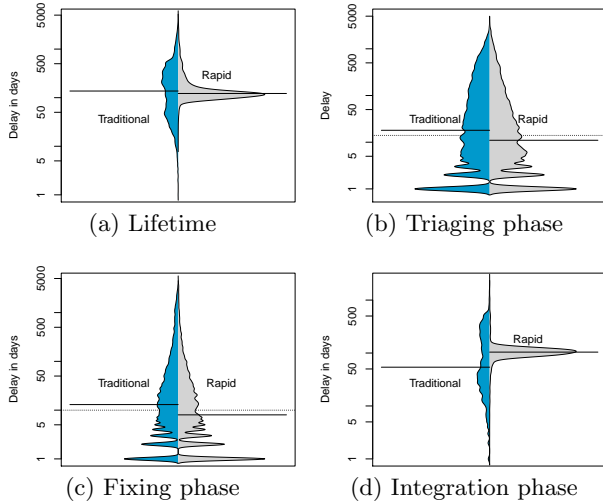 5000
500
50
5
1
Delay in days
Rapid
Traditional
(a) Lifetime
5000
500
50
5
1
Delay
Traditional
Rapid
(b) Triaging phase
5000
500
50
5
1
Delay in days
Traditional
Rapid
(c) Fixing phase
500
50
5
1
Delay in days
Rapid
Traditional
(d) Integration phase